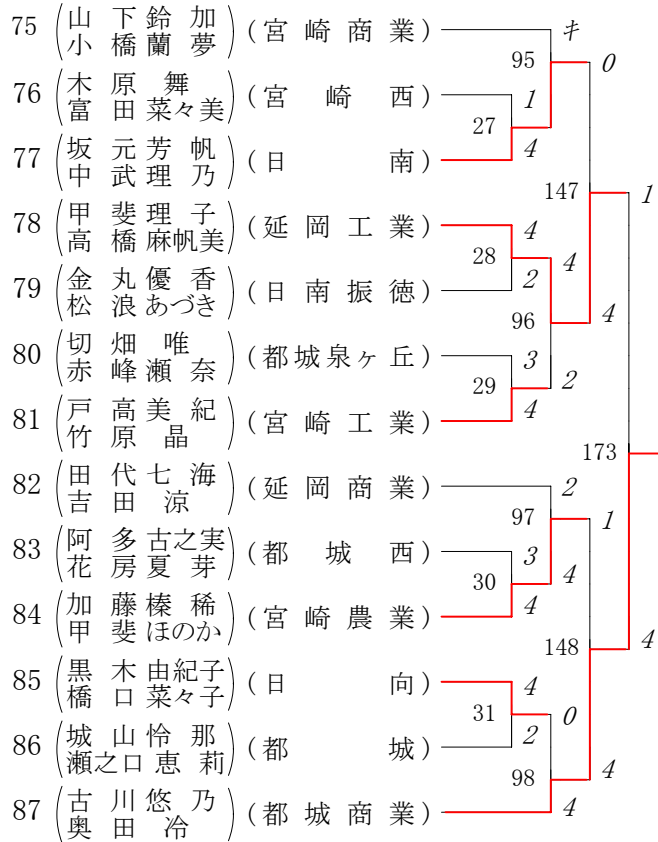 75 (山下鈴加 小橋蘭夢) (宮崎商業) キ
95 0
76 (木原舞 富田菜々美) (宮崎西) 1
27
77 (坂元芳帆 中武理乃) (日南) 4
147 1
78 (甲斐理子 高橋麻帆美) (延岡工業) 4
28 4
79 (金丸優香 松浪あづき) (日南振徳) 2
96 4
80 (切畑唯 赤峰瀬奈) (都城泉ヶ丘) 3
29 2
81 (戸高美紀 竹原晶) (宮崎工業) 4
173
82 (田代七海 吉田涼) (延岡商業) 2
97 1
83 (阿多古之実 花房夏芽) (都城西) 3
30 4
84 (加藤榛稀 甲斐ほのか) (宮崎農業) 4
148 4
85 (黒木由紀子 橋口菜々子) (日向) 4
31 0
86 (城山怜那 瀬之口恵莉) (都城) 2
98 4
87 (古川悠乃 奥田冷) (都城商業) 4